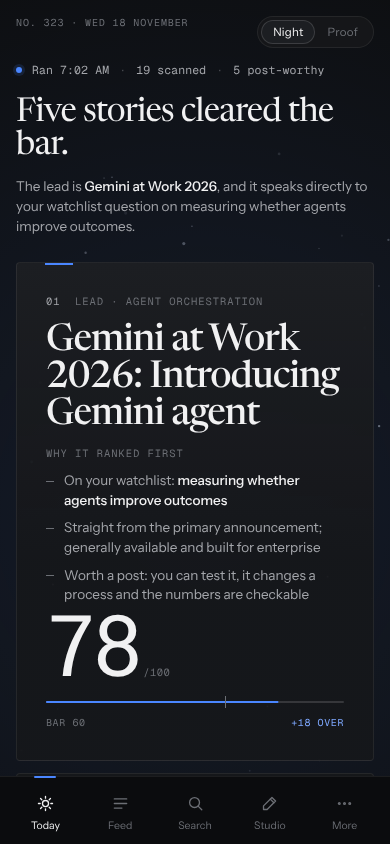 NO. 323 · WED 18 NOVEMBER
Night
Proof
Ran 7:02 AM · 19 scanned · 5 post-worthy
Five stories cleared the
bar.
The lead is Gemini at Work 2026, and it speaks directly to
your watchlist question on measuring whether agents
improve outcomes.
01 LEAD · AGENT ORCHESTRATION
Gemini at Work
2026: Introducing
Gemini agent
WHY IT RANKED FIRST
— On your watchlist: measuring whether
agents improve outcomes
— Straight from the primary announcement;
generally available and built for enterprise
— Worth a post: you can test it, it changes a
process and the numbers are checkable
78 /100
BAR 60
+18 OVER
Today
Feed
Search
Studio
More